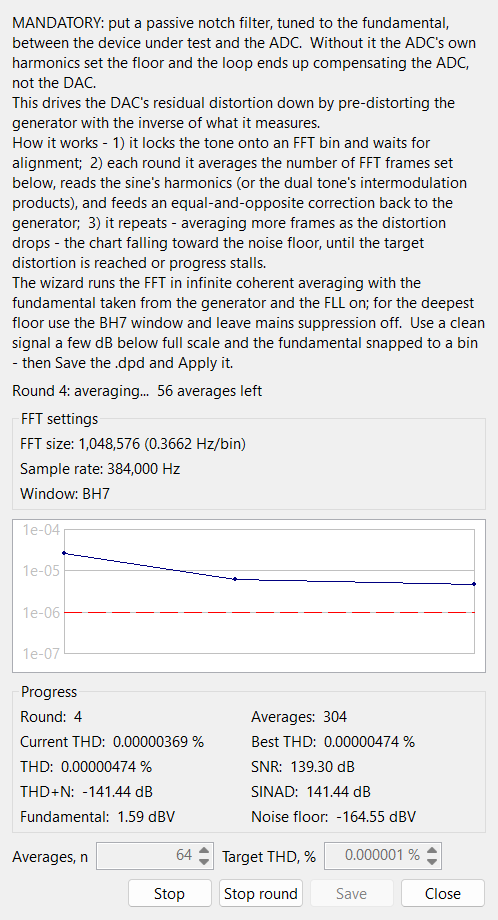 MANDATORY: put a passive notch filter, tuned to the fundamental,
between the device under test and the ADC.  Without it the ADC's own
harmonics set the floor and the loop ends up compensating the ADC,
not the DAC.
This drives the DAC's residual distortion down by pre-distorting the
generator with the inverse of what it measures.
How it works - 1) it locks the tone onto an FFT bin and waits for
alignment;  2) each round it averages the number of FFT frames set
below, reads the sine's harmonics (or the dual tone's intermodulation
products), and feeds an equal-and-opposite correction back to the
generator;  3) it repeats - averaging more frames as the distortion
drops - the chart falling toward the noise floor, until the target
distortion is reached or progress stalls.
The wizard runs the FFT in infinite coherent averaging with the
fundamental taken from the generator and the FLL on; for the deepest
floor use the BH7 window and leave mains suppression off.  Use a clean
signal a few dB below full scale and the fundamental snapped to a bin
- then Save the .dpd and Apply it.
Round 4: averaging...  56 averages left
FFT settings
FFT size: 1,048,576 (0.3662 Hz/bin)
Sample rate: 384,000 Hz
Window: BH7
1e-04
1e-05
1e-06
1e-07
Progress
Round:  4
Averages:  304
Current THD:  0.00000369 %
Best THD:  0.00000474 %
THD:  0.00000474 %
SNR:  139.30 dB
THD+N:  -141.44 dB
SINAD:  141.44 dB
Fundamental:  1.59 dBV
Noise floor:  -164.55 dBV
Averages, n  64  Target THD, %  0.000001 %
Stop  Stop round  Save  Close